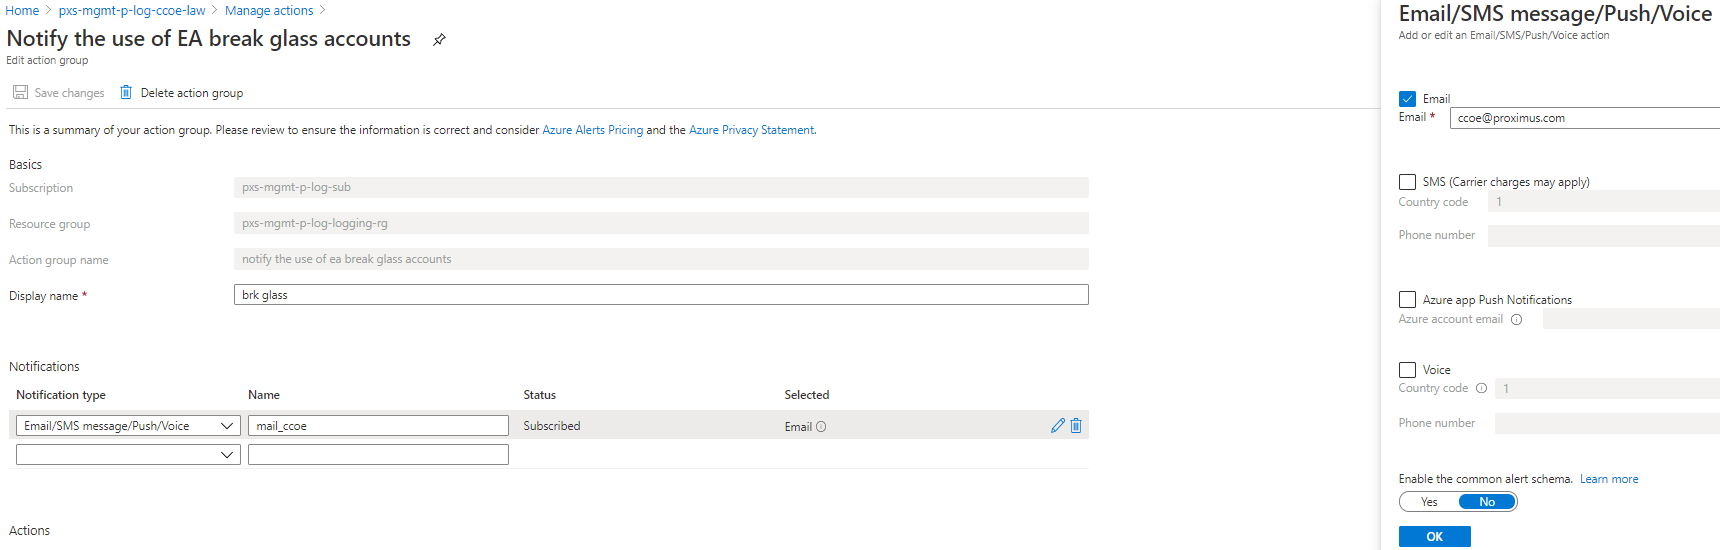 Home > pxs-mgmt-p-log-ccoe-law > Manage actions >
Notify the use of EA break glass accounts
Edit action group
Save changes Delete action group
This is a summary of your action group. Please review to ensure the information is correct and consider Azure Alerts Pricing and the Azure Privacy Statement.
Basics
Subscription pxs-mgmt-p-log-sub
Resource group pxs-mgmt-p-log-logging-rg
Action group name notify the use of ea break glass accounts
Display name * brk glass
Notifications
Notification type Name Status Selected
Email/SMS message/Push/Voice mail_ccoe Subscribed Email
Actions
Email/SMS message/Push/Voice
Add or edit an Email/SMS/Push/Voice action
Email
Email * ccoe@proximus.com
SMS (Carrier charges may apply)
Country code 1
Phone number
Azure app Push Notifications
Azure account email
Voice
Country code 1
Phone number
Enable the common alert schema. Learn more
Yes No
OK